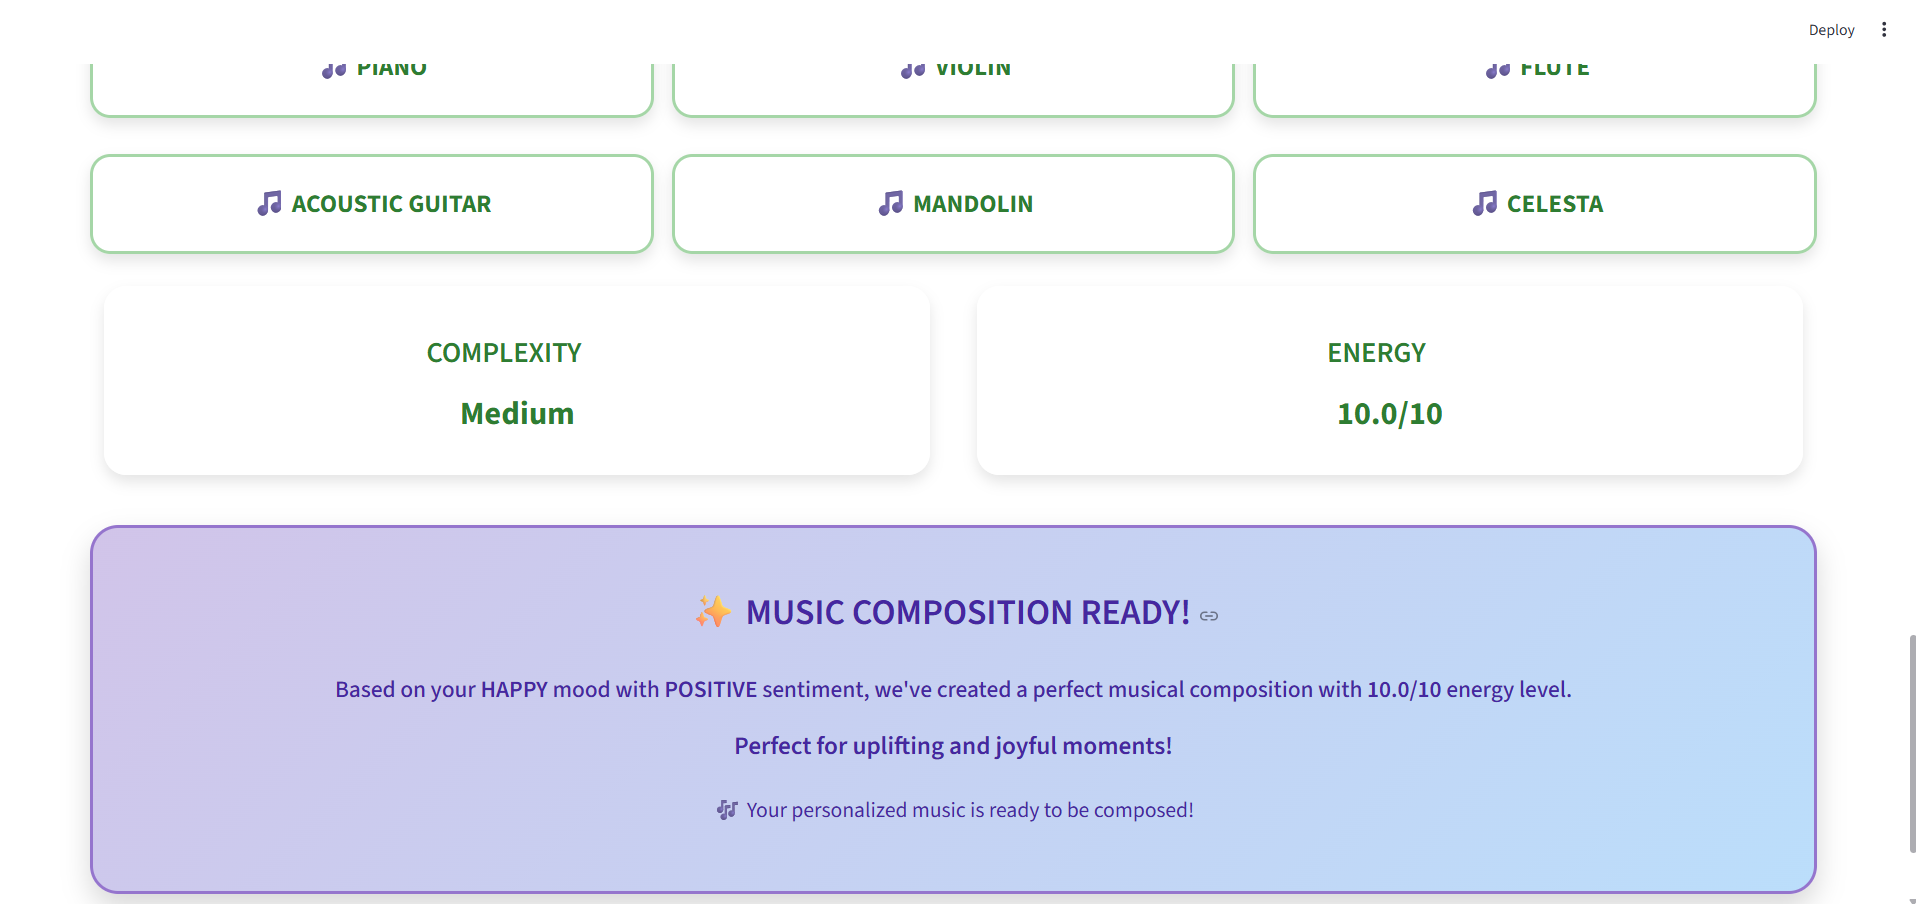 Deploy
PIANO
VIOLIN
FLUTE
ACOUSTIC GUITAR
MANDOLIN
CELESTA
COMPLEXITY
Medium
ENERGY
10.0/10
MUSIC COMPOSITION READY!
Based on your HAPPY mood with POSITIVE sentiment, we've created a perfect musical composition with 10.0/10 energy level.
Perfect for uplifting and joyful moments!
Your personalized music is ready to be composed!